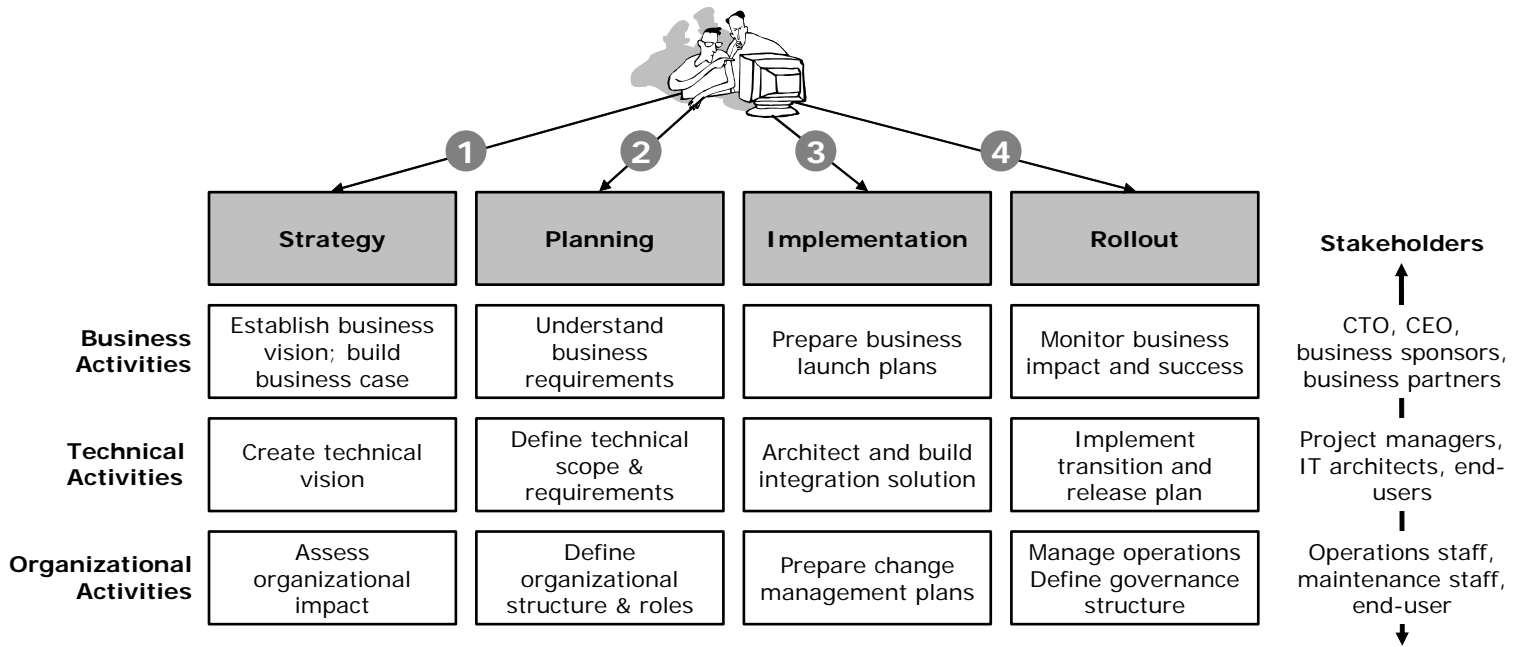 1
2
3
4
Strategy
Planning
Implementation
Rollout
Stakeholders
Business
Activities
Establish business
vision; build
business case
Understand
business
requirements
Prepare business
launch plans
Monitor business
impact and success
CTO, CEO,
business sponsors,
business partners
Technical
Activities
Create technical
vision
Define technical
scope &
requirements
Architect and build
integration solution
Implement
transition and
release plan
Project managers,
IT architects, end-
users
Organizational
Activities
Assess
organizational
impact
Define
organizational
structure & roles
Prepare change
management plans
Manage operations
Define governance
structure
Operations staff,
maintenance staff,
end-user